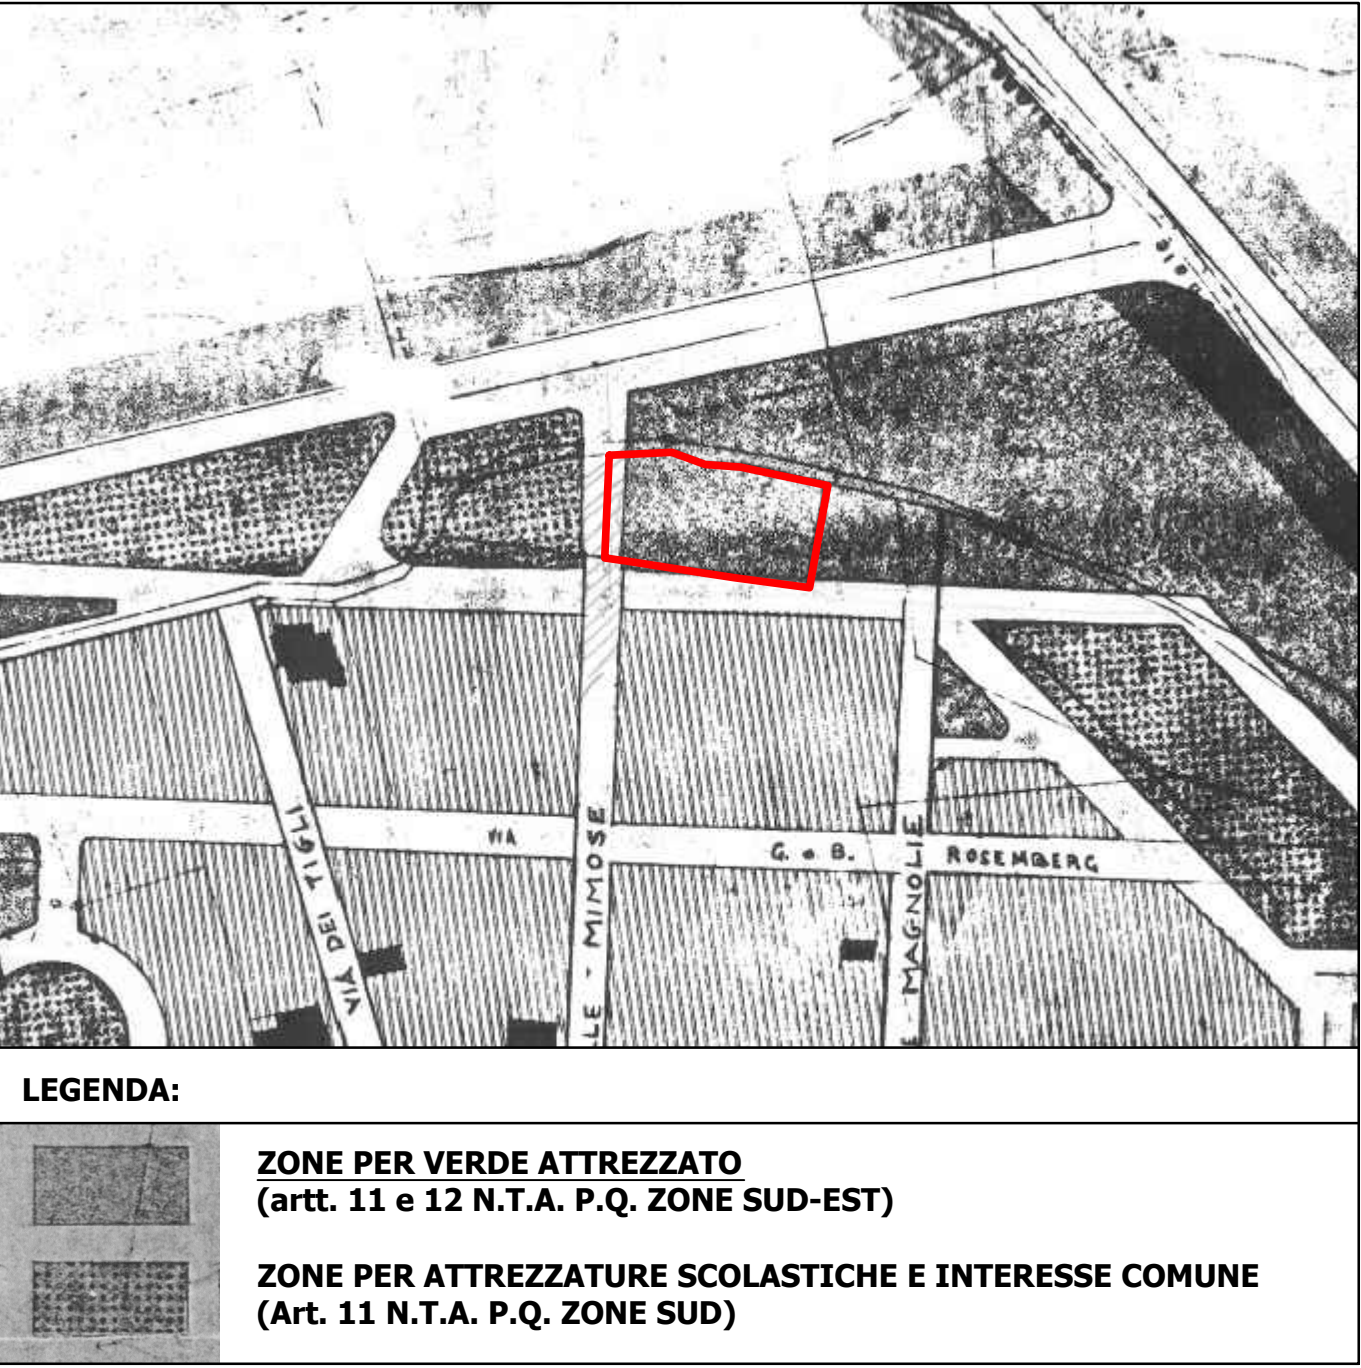 VIA DEI TIGLI
VIA
LE - MIMOSE
G. e B.
E - MAGNOLIE
ROSEMBERG
LEGENDA:
ZONE PER VERDE ATTREZZATO
(artt. 11 e 12 N.T.A. P.Q. ZONE SUD-EST)
ZONE PER ATTREZZATURE SCOLASTICHE E INTERESSE COMUNE
(Art. 11 N.T.A. P.Q. ZONE SUD)